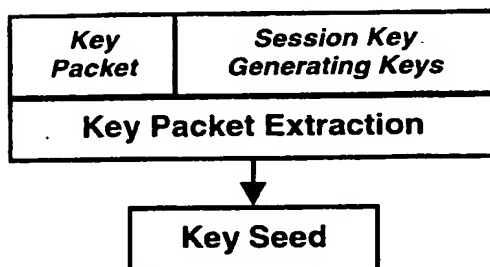 Key
Packet
Session Key
Generating Keys
Key Packet Extraction
Key Seed